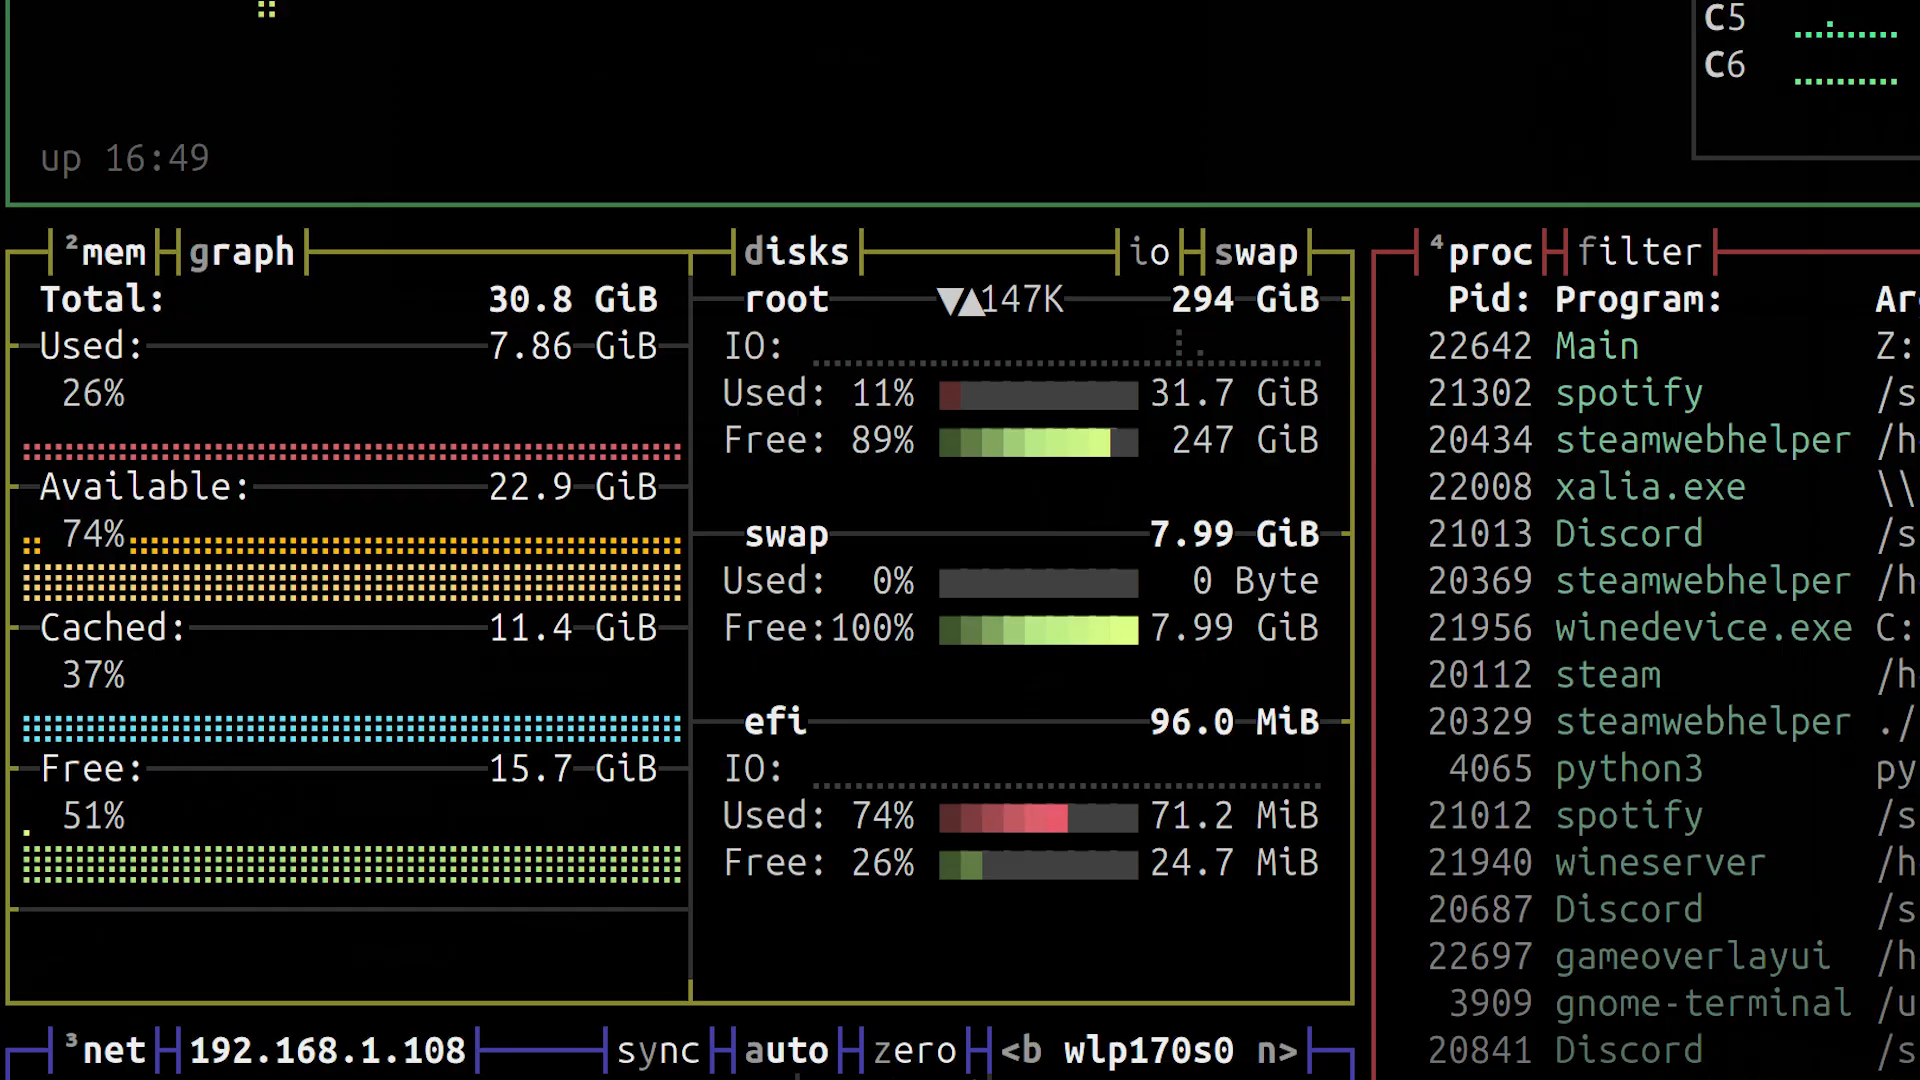 C5
C6
up 16:49
²mem graph
Total: 30.8 GiB
Used: 7.86 GiB
26%
Available: 22.9 GiB
74%
Cached: 11.4 GiB
37%
Free: 15.7 GiB
51%
disks io swap
root ▼▲147K 294 GiB
IO:
Used: 11% 31.7 GiB
Free: 89% 247 GiB
swap 7.99 GiB
Used: 0% 0 Byte
Free:100% 7.99 GiB
efi 96.0 MiB
IO:
Used: 74% 71.2 MiB
Free: 26% 24.7 MiB
⁴proc filter
Pid: Program: Ar
22642 Main Z:
21302 spotify /s
20434 steamwebhelper /h
22008 xalia.exe \\
21013 Discord /s
20369 steamwebhelper /h
21956 winedevice.exe C:
20112 steam /h
20329 steamwebhelper ./
4065 python3 py
21012 spotify /s
21940 wineserver /h
20687 Discord /s
22697 gameoverlayui /h
3909 gnome-terminal /u
20841 Discord /s
³net 192.168.1.108 sync auto zero <b wlp170s0 n>